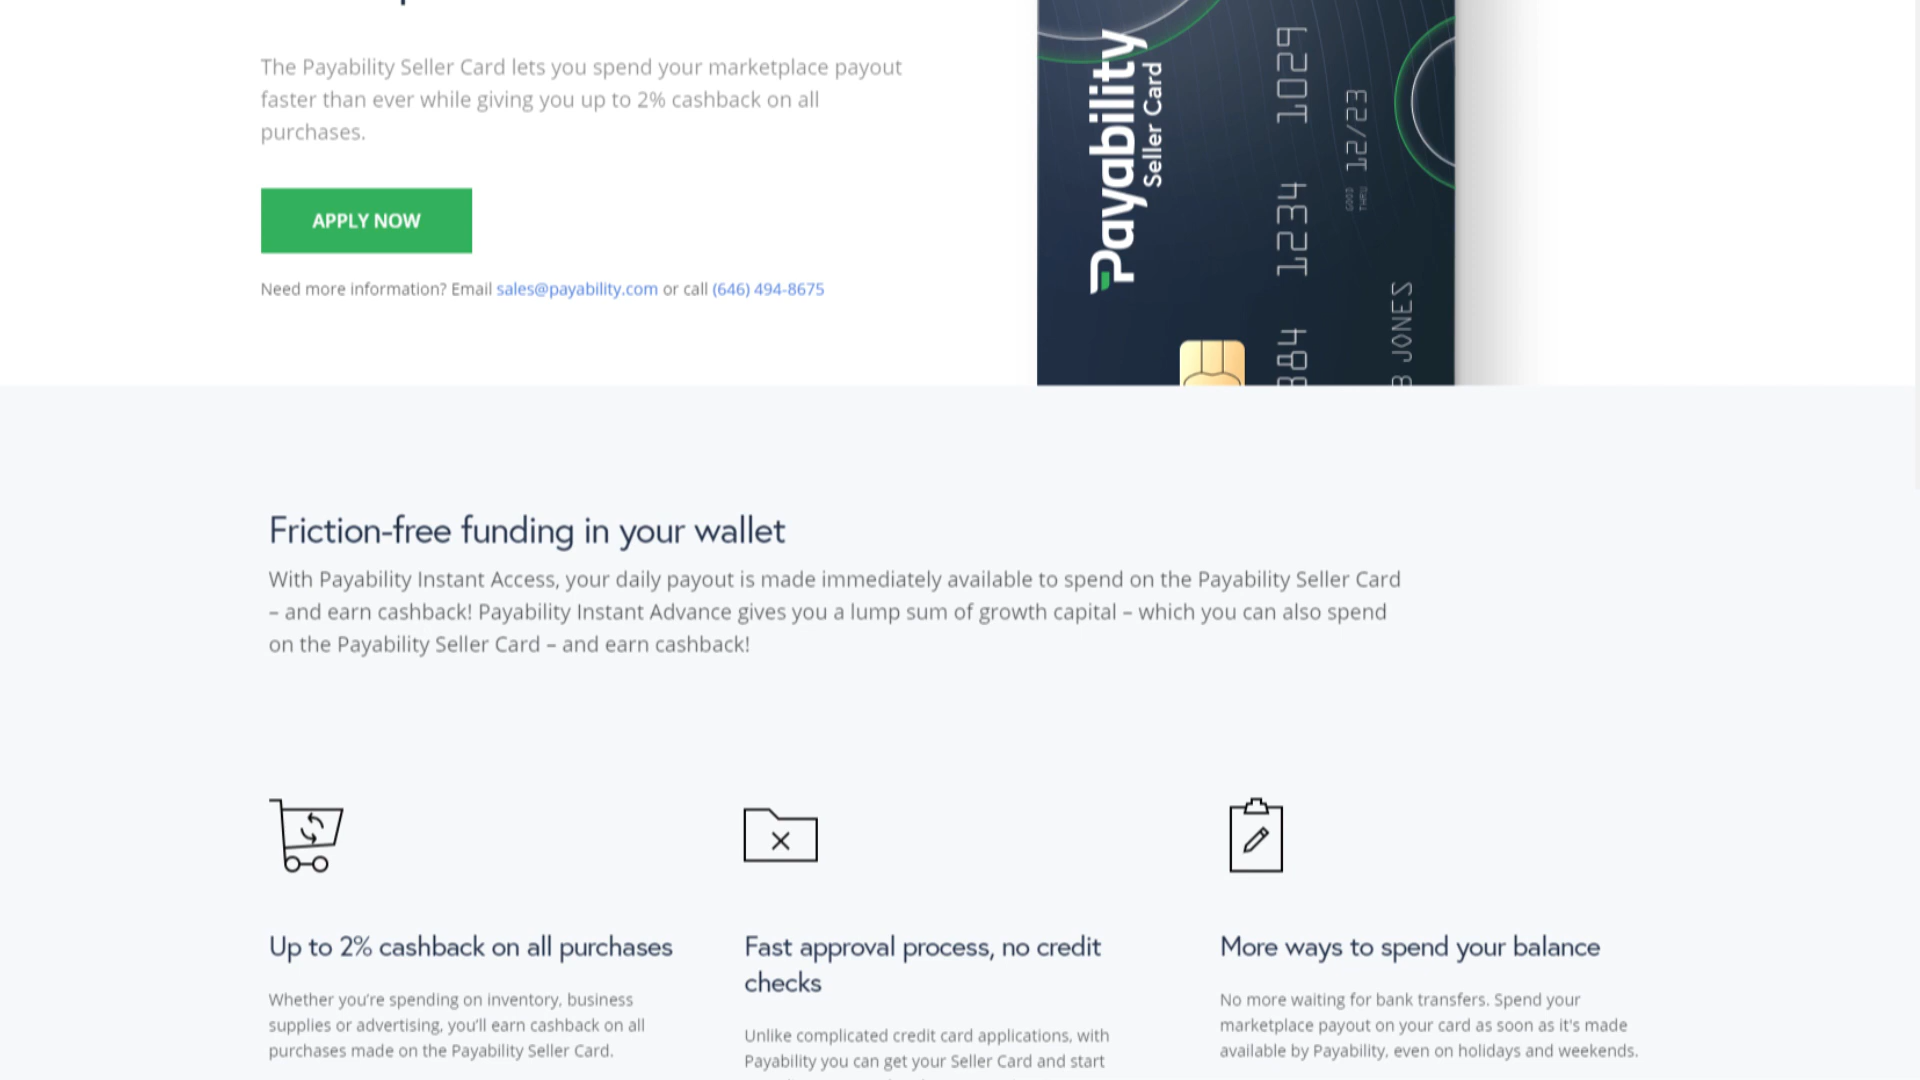 The Payability Seller Card lets you spend your marketplace payout
faster than ever while giving you up to 2% cashback on all
purchases.
APPLY NOW
Need more information? Email sales@payability.com or call (646) 494-8675
Payability
Seller Card
1234 1029
GOOD
THRU
12/23
B JONES
Friction-free funding in your wallet
With Payability Instant Access, your daily payout is made immediately available to spend on the Payability Seller Card
– and earn cashback! Payability Instant Advance gives you a lump sum of growth capital – which you can also spend
on the Payability Seller Card – and earn cashback!
Up to 2% cashback on all purchases
Whether you're spending on inventory, business
supplies or advertising, you'll earn cashback on all
purchases made on the Payability Seller Card.
Fast approval process, no credit
checks
Unlike complicated credit card applications, with
Payability you can get your Seller Card and start
More ways to spend your balance
No more waiting for bank transfers. Spend your
marketplace payout on your card as soon as it's made
available by Payability, even on holidays and weekends.